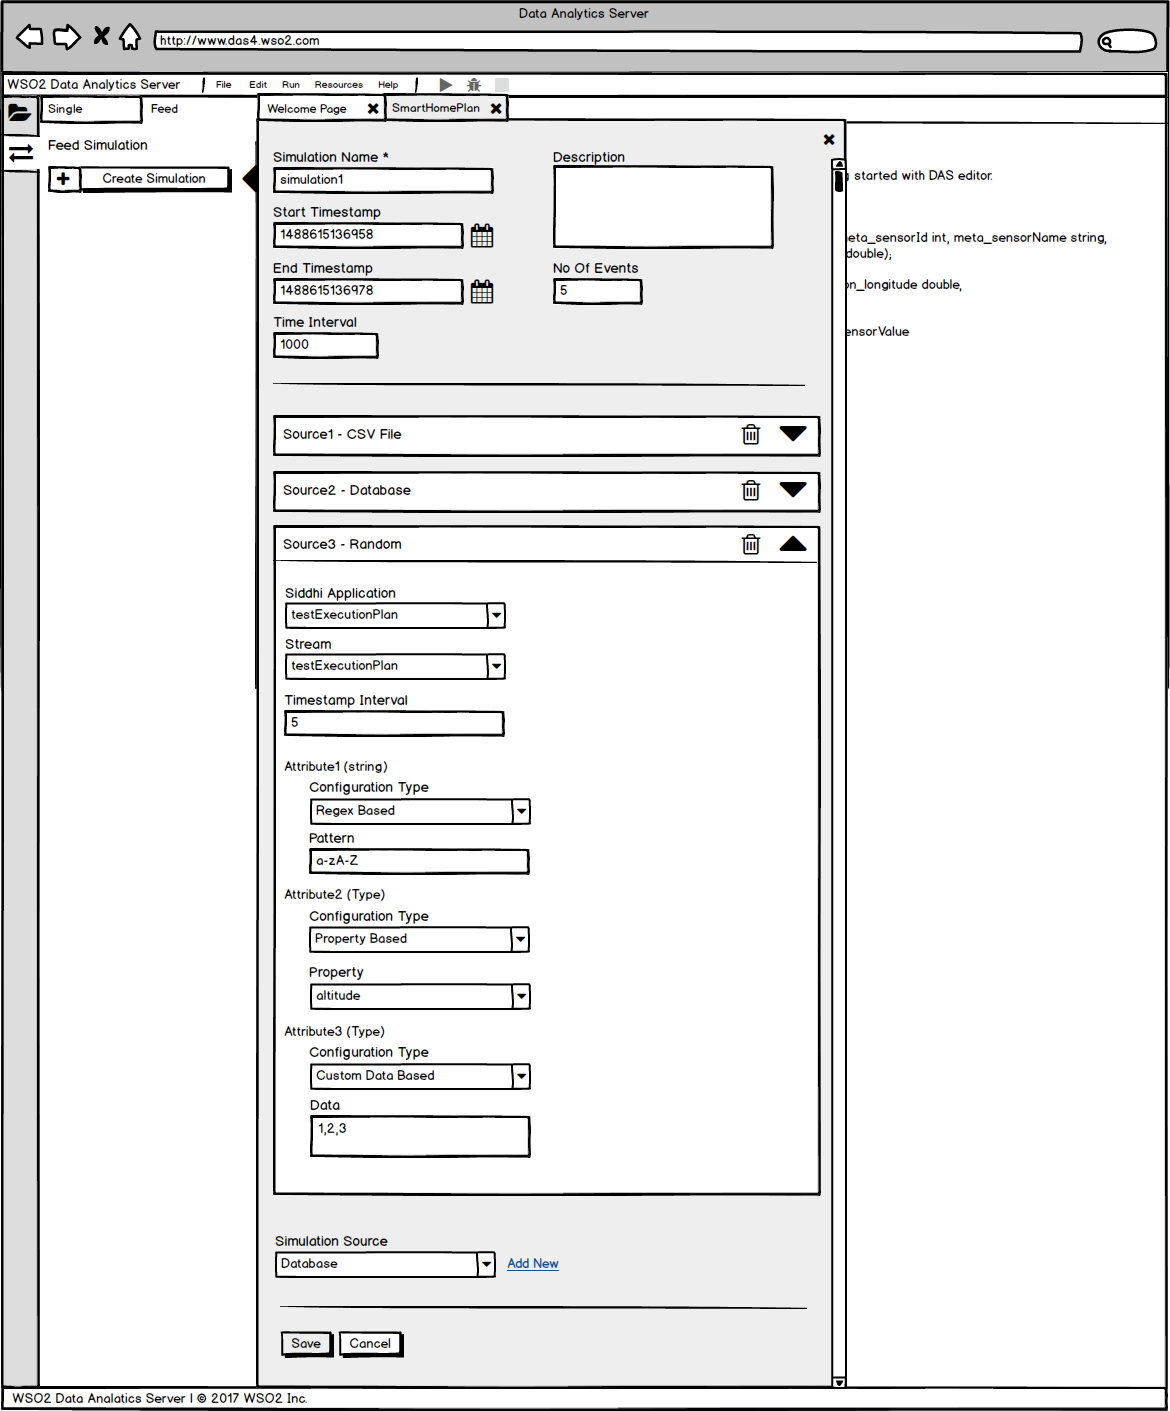 Data Analytics Server
http://www.das4.wso2.com
WSO2 Data Analytics Server
File Edit Run Resources Help
Single Feed
Welcome Page
SmartHomePlan
Feed Simulation
Create Simulation
Simulation Name *
simulation1
Description
Start Timestamp
1488615136958
End Timestamp
1488615136978
No Of Events
5
Time Interval
1000
started with DAS editor.
meta_sensorId int, meta_sensorName string,
double);
on_longitude double,
ensorValue
Source1 - CSV File
Source2 - Database
Source3 - Random
Siddhi Application
testExecutionPlan
Stream
testExecutionPlan
Timestamp Interval
5
Attribute1 (string)
Configuration Type
Regex Based
Pattern
a-zA-Z
Attribute2 (Type)
Configuration Type
Property Based
Property
altitude
Attribute3 (Type)
Configuration Type
Custom Data Based
Data
1,2,3
Simulation Source
Database
Add New
Save Cancel
WSO2 Data Analatics Server | © 2017 WSO2 Inc.